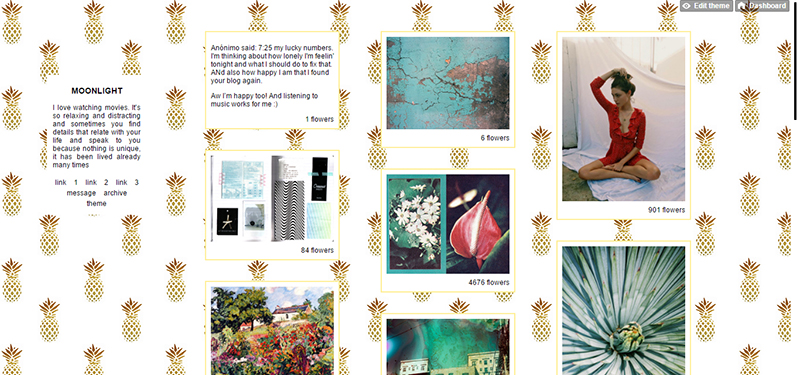 Edit theme
Dashboard
MOONLIGHT
I love watching movies. It's
so relaxing and distracting
and sometimes you find
details that relate with your
life and speak to you
because nothing is unique,
it has been lived already
many times
link 1 link 2 link 3
message archive
theme
Anónimo said: 7:25 my lucky numbers.
I'm thinking about how lonely I'm feelin'
tonight and what I should do to fix that.
ANd also how happy I am that I found
your blog again.
Aw I'm happy too! And listening to
music works for me :)
1 flowers
84 flowers
6 flowers
4676 flowers
901 flowers